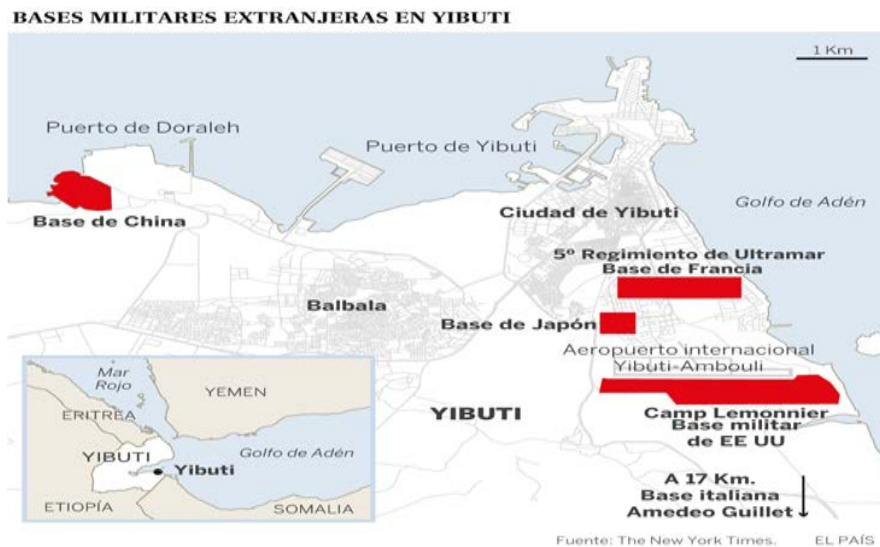 BASES MILITARES EXTRANJERAS EN YIBUTI
1 Km
Puerto de Doraleh
Puerto de Yibuti
Base de China
Ciudad de Yibuti
Golfo de Adén
5º Regimiento de Ultramar
Base de Francia
Balbala
Base de Japón
Aeropuerto internacional
Yibuti-Ambouli
YIBUTI
Camp Lemonnier
Base militar
de EE UU
Mar
Rojo
YEMEN
ERITREA
YIBUTI
Golfo de Adén
Yibuti
ETIOPÍA
SOMALIA
A 17 Km.
Base italiana
Amedeo Guillet
Fuente: The New York Times.
EL PAÍS